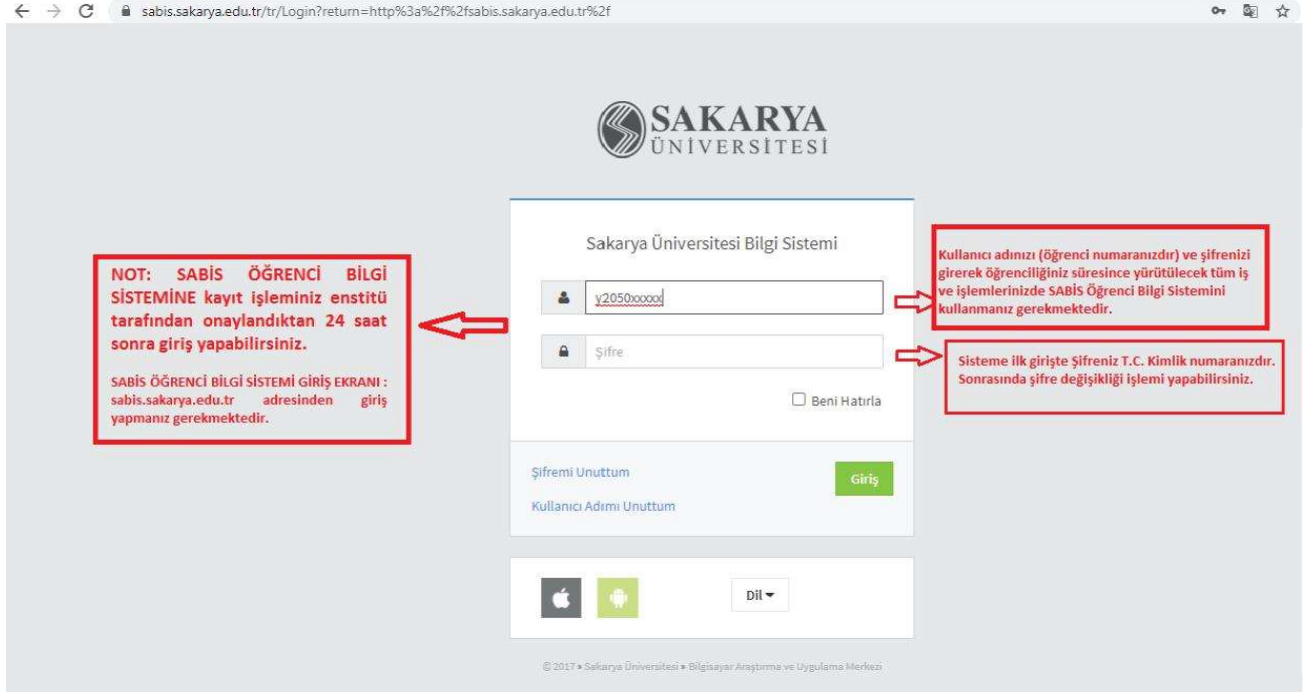 sabis.sakarya.edu.tr/tr/Login?return=http%3a%2f%2fsabis.sakarya.edu.tr%2f
SAKARYA
ÜNİVERSİTESİ
Sakarya Üniversitesi Bilgi Sistemi
y2050xxxxx
Şifre
Beni Hatırla
Şifremi Unuttum
Giriş
Kullanıcı Adımı Unuttum
Dil
© 2017 » Sakarya Üniversitesi » Bilgisayar Araştırma ve Uygulama Merkezi
NOT: SABİS ÖĞRENCİ BİLGİ
SİSTEMİNE kayıt işleminiz enstitü
tarafından onaylandıktan 24 saat
sonra giriş yapabilirsiniz.
SABİS ÖĞRENCİ BİLGİ SİSTEMİ GİRİŞ EKRANI :
sabis.sakarya.edu.tr adresinden giriş
yapmanız gerekmektedir.
Kullanıcı adınızı (öğrenci numaranızdır) ve şifrenizi
girerek öğrenciliğiniz süresince yürütülecek tüm iş
ve işlemlerinizde SABİS Öğrenci Bilgi Sistemini
kullanmanız gerekmektedir.
Sisteme ilk girişte Şifreniz T.C. Kimlik numaranızdır.
Sonrasında şifre değişikliği işlemi yapabilirsiniz.